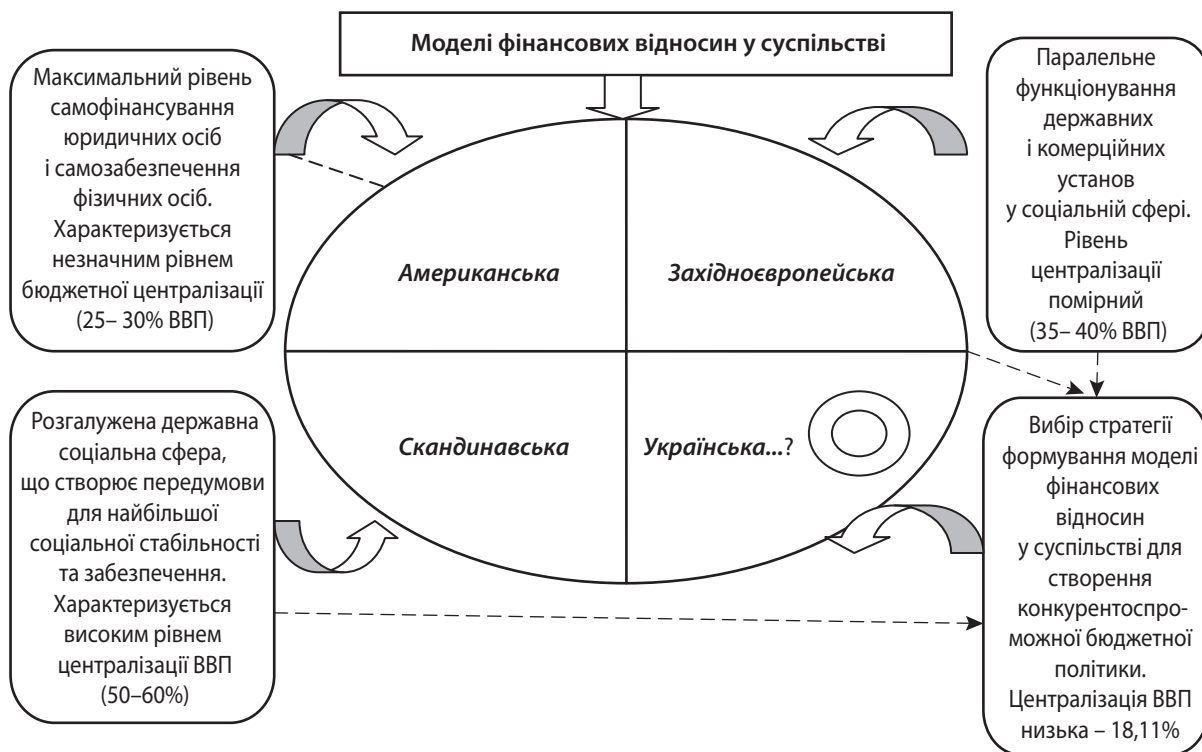 Моделі фінансових відносин у суспільстві
Максимальний рівень
самофінансування
юридичних осіб
і самозабезпечення
фізичних осіб.
Характеризується
незначним рівнем
бюджетної централізації
(25– 30% ВВП)
Паралельне
функціонування
державних
і комерційних
установ
у соціальній сфері.
Рівень
централізації
помірний
(35– 40% ВВП)
Американська
Західноєвропейська
Скандинавська
Українська...?
Розгалужена державна
соціальна сфера,
що створює передумови
для найбільшої
соціальної стабільності
та забезпечення.
Характеризується
високим рівнем
централізації ВВП
(50–60%)
Вибір стратегії
формування моделі
фінансових
відносин
у суспільстві для
створення
конкурентоспро-
можної бюджетної
політики.
Централізація ВВП
низька – 18,11%